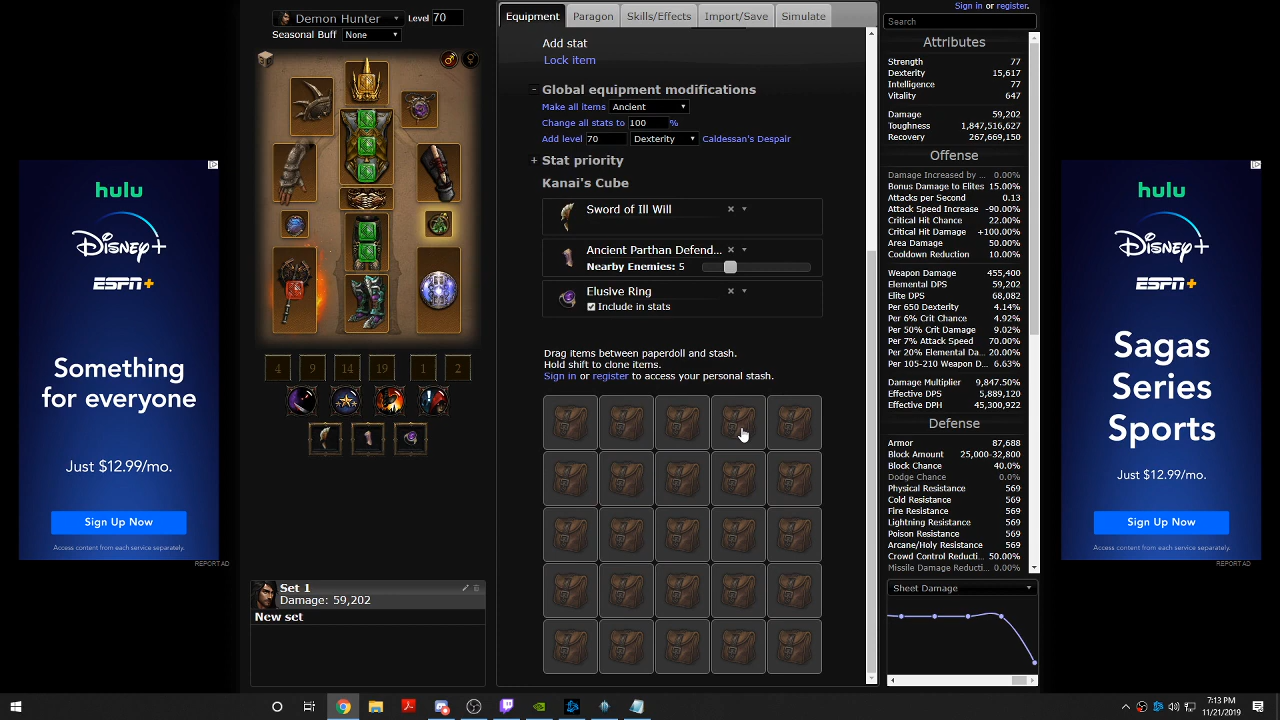 Demon Hunter
Level 70
Seasonal Buff None
4 9 14 19 1 2
Set 1
Damage: 59,202
New set
Equipment
Paragon
Skills/Effects
Import/Save
Simulate
Add stat
Lock item
- Global equipment modifications
Make all items Ancient
Change all stats to 100 %
Add level 70 Dexterity Caldessan's Despair
+ Stat priority
Kanai's Cube
Sword of Ill Will
Ancient Parthan Defend...
Nearby Enemies: 5
Elusive Ring
Include in stats
Drag items between paperdoll and stash.
Hold shift to clone items.
Sign in or register to access your personal stash.
Sign in or register.
Search
Attributes
Strength 77
Dexterity 15,617
Intelligence 77
Vitality 647
Damage 59,202
Toughness 1,847,516,627
Recovery 267,669,150
Offense
Damage Increased by ... 0.00%
Bonus Damage to Elites 15.00%
Attacks per Second 0.13
Attack Speed Increase -90.00%
Critical Hit Chance 22.00%
Critical Hit Damage +100.00%
Area Damage 50.00%
Cooldown Reduction 10.00%
Weapon Damage 455,400
Elemental DPS 59,202
Elite DPS 68,082
Per 650 Dexterity 4.14%
Per 6% Crit Chance 4.92%
Per 50% Crit Damage 9.02%
Per 7% Attack Speed 70.00%
Per 20% Elemental Da... 20.00%
Per 105-210 Weapon D... 6.63%
Damage Multiplier 9,847.50%
Effective DPS 5,889,120
Effective DPH 45,300,922
Defense
Armor 87,688
Block Amount 25,000-32,800
Block Chance 40.0%
Dodge Chance 0.0%
Physical Resistance 569
Cold Resistance 569
Fire Resistance 569
Lightning Resistance 569
Poison Resistance 569
Arcane/Holy Resistance 569
Crowd Control Reducti... 50.00%
Missile Damage Reducti... 0.00%
Sheet Damage
hulu
Disney+
ESPN+
Something
for everyone
Just $12.99/mo.
Sign Up Now
Access content from each service separately.
REPORT AD
hulu
Disney+
ESPN+
Sagas
Series
Sports
Just $12.99/mo.
Sign Up Now
Access content from each service separately.
REPORT AD
7:13 PM
11/21/2019